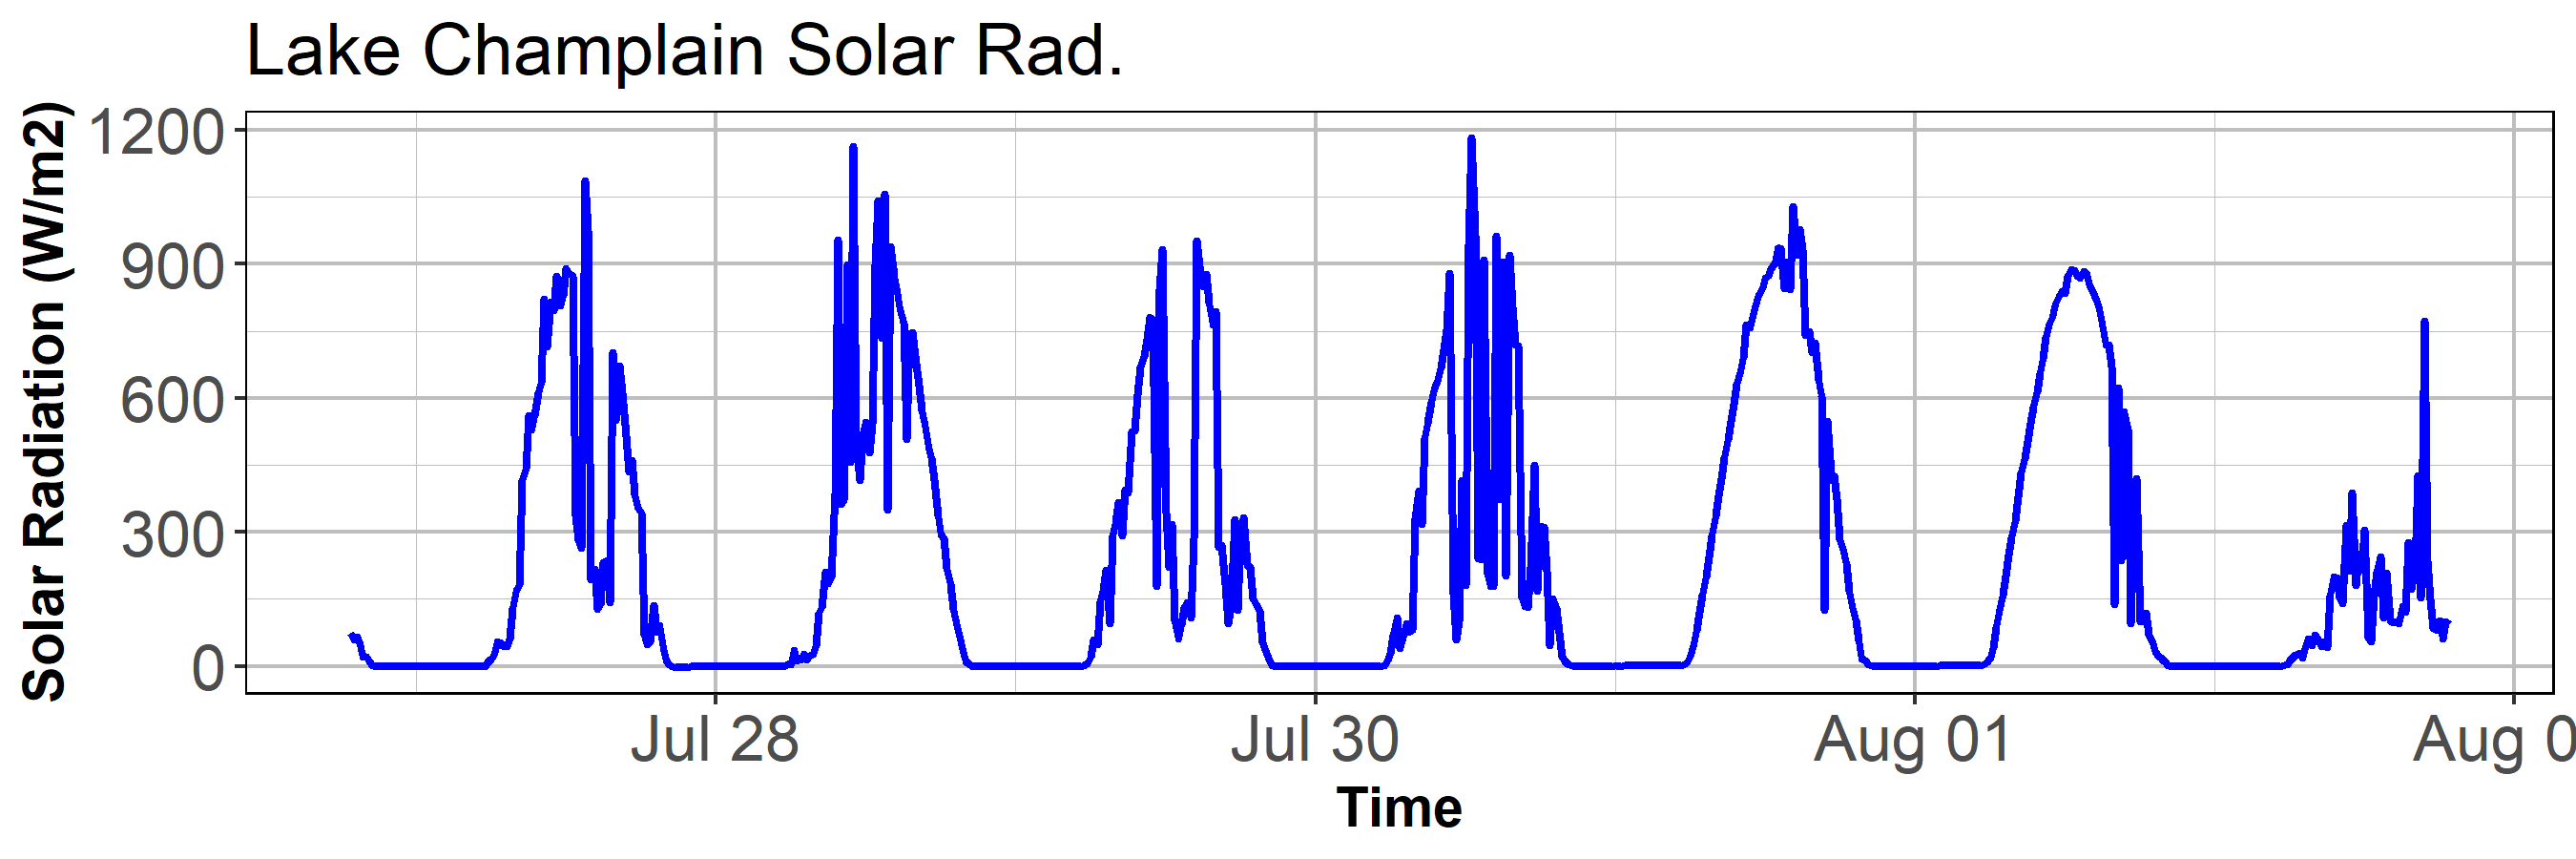 Lake Champlain Solar Rad.
Solar Radiation (W/m2)
1200
900
600
300
0
Jul 28 Jul 30 Aug 01 Aug 0
Time